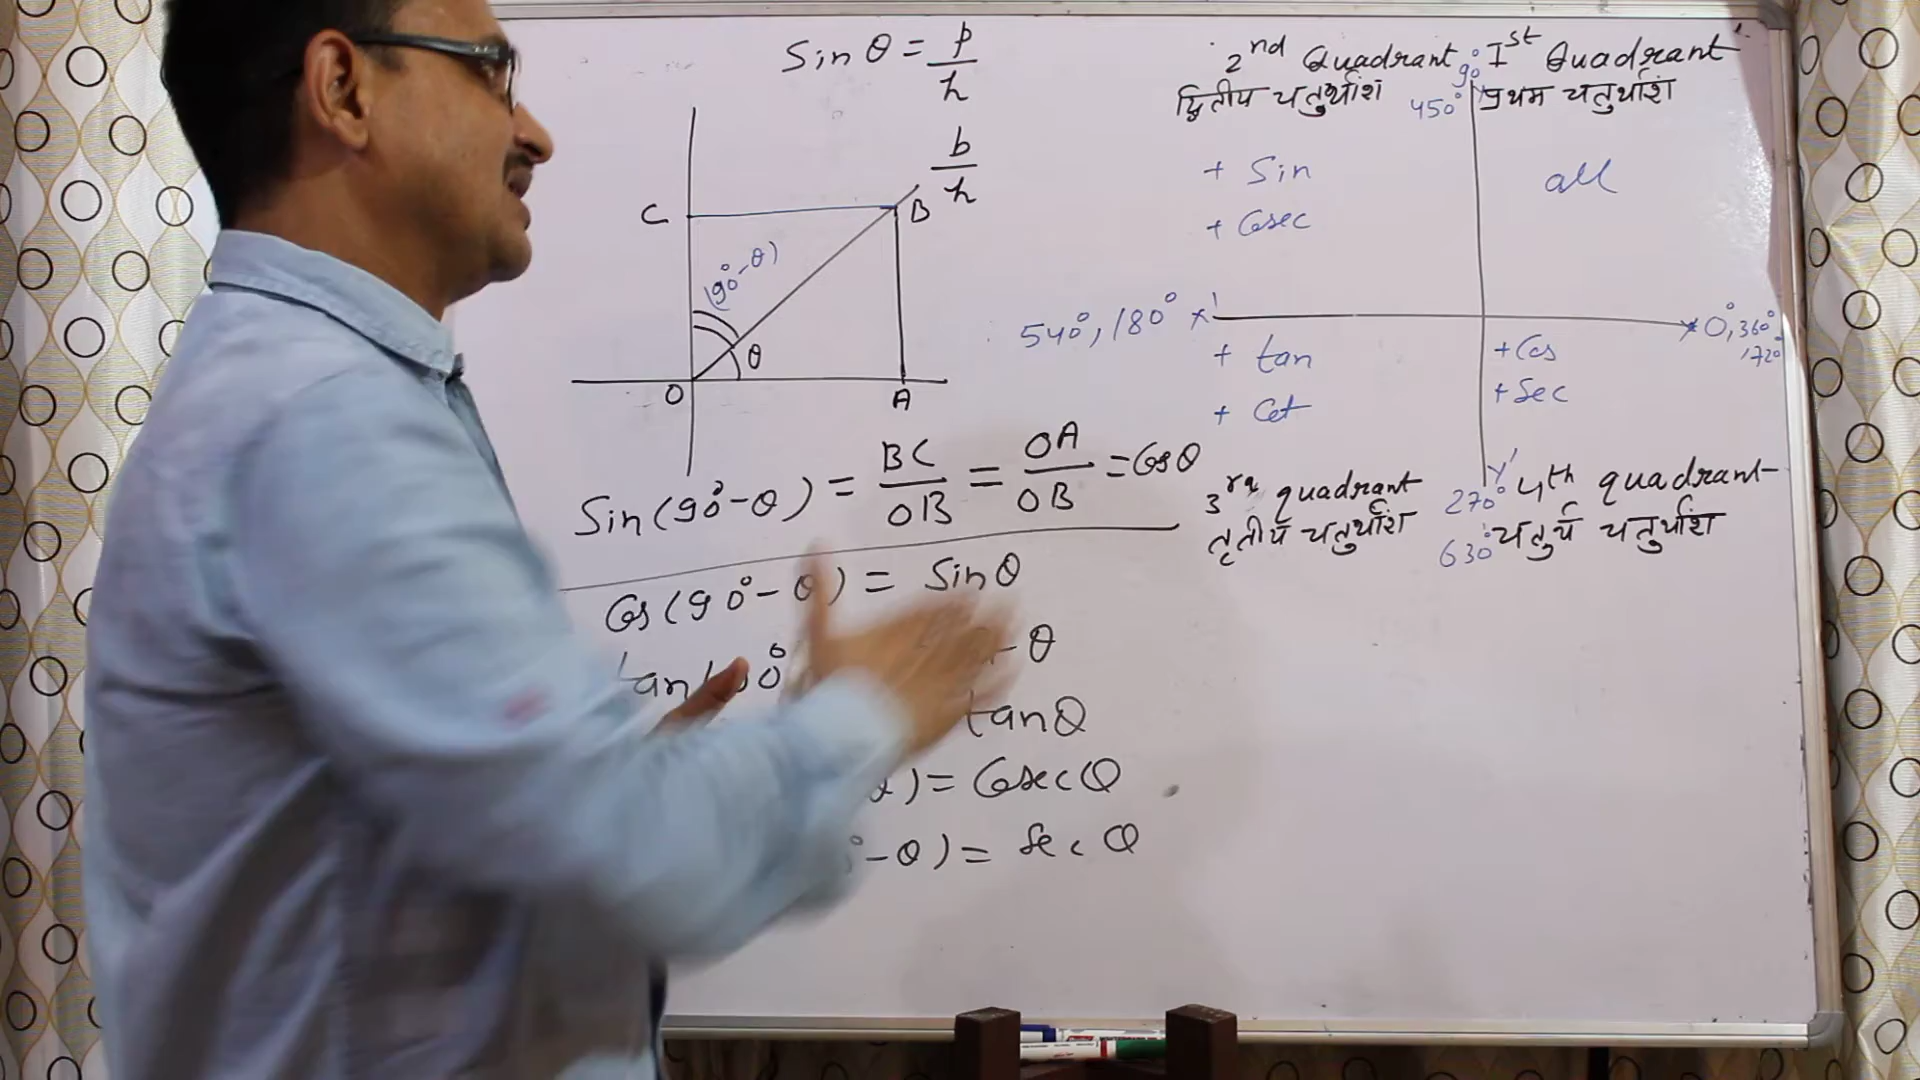 Sin θ = p/h
b/h
C
B
(90° - θ)
θ
O
A
Sin (90° - θ) = BC/OB = OA/OB = Cos θ
Cos (90° - θ) = Sin θ
tan 0° θ
tan θ
) = Cosec θ
- θ) = Sec θ
2nd Quadrant
द्वितीय चतुर्थांश
90°
450°
Ist Quadrant
प्रथम चतुर्थांश
+ Sin
+ Cosec
all
540°, 180° x'
x 0°, 360°
, 720°
+ tan
+ Cot
+ Cos
+ Sec
3rd quadrant
तृतीय चतुर्थांश
y'
270°
630°
4th quadrant
चतुर्थ चतुर्थांश